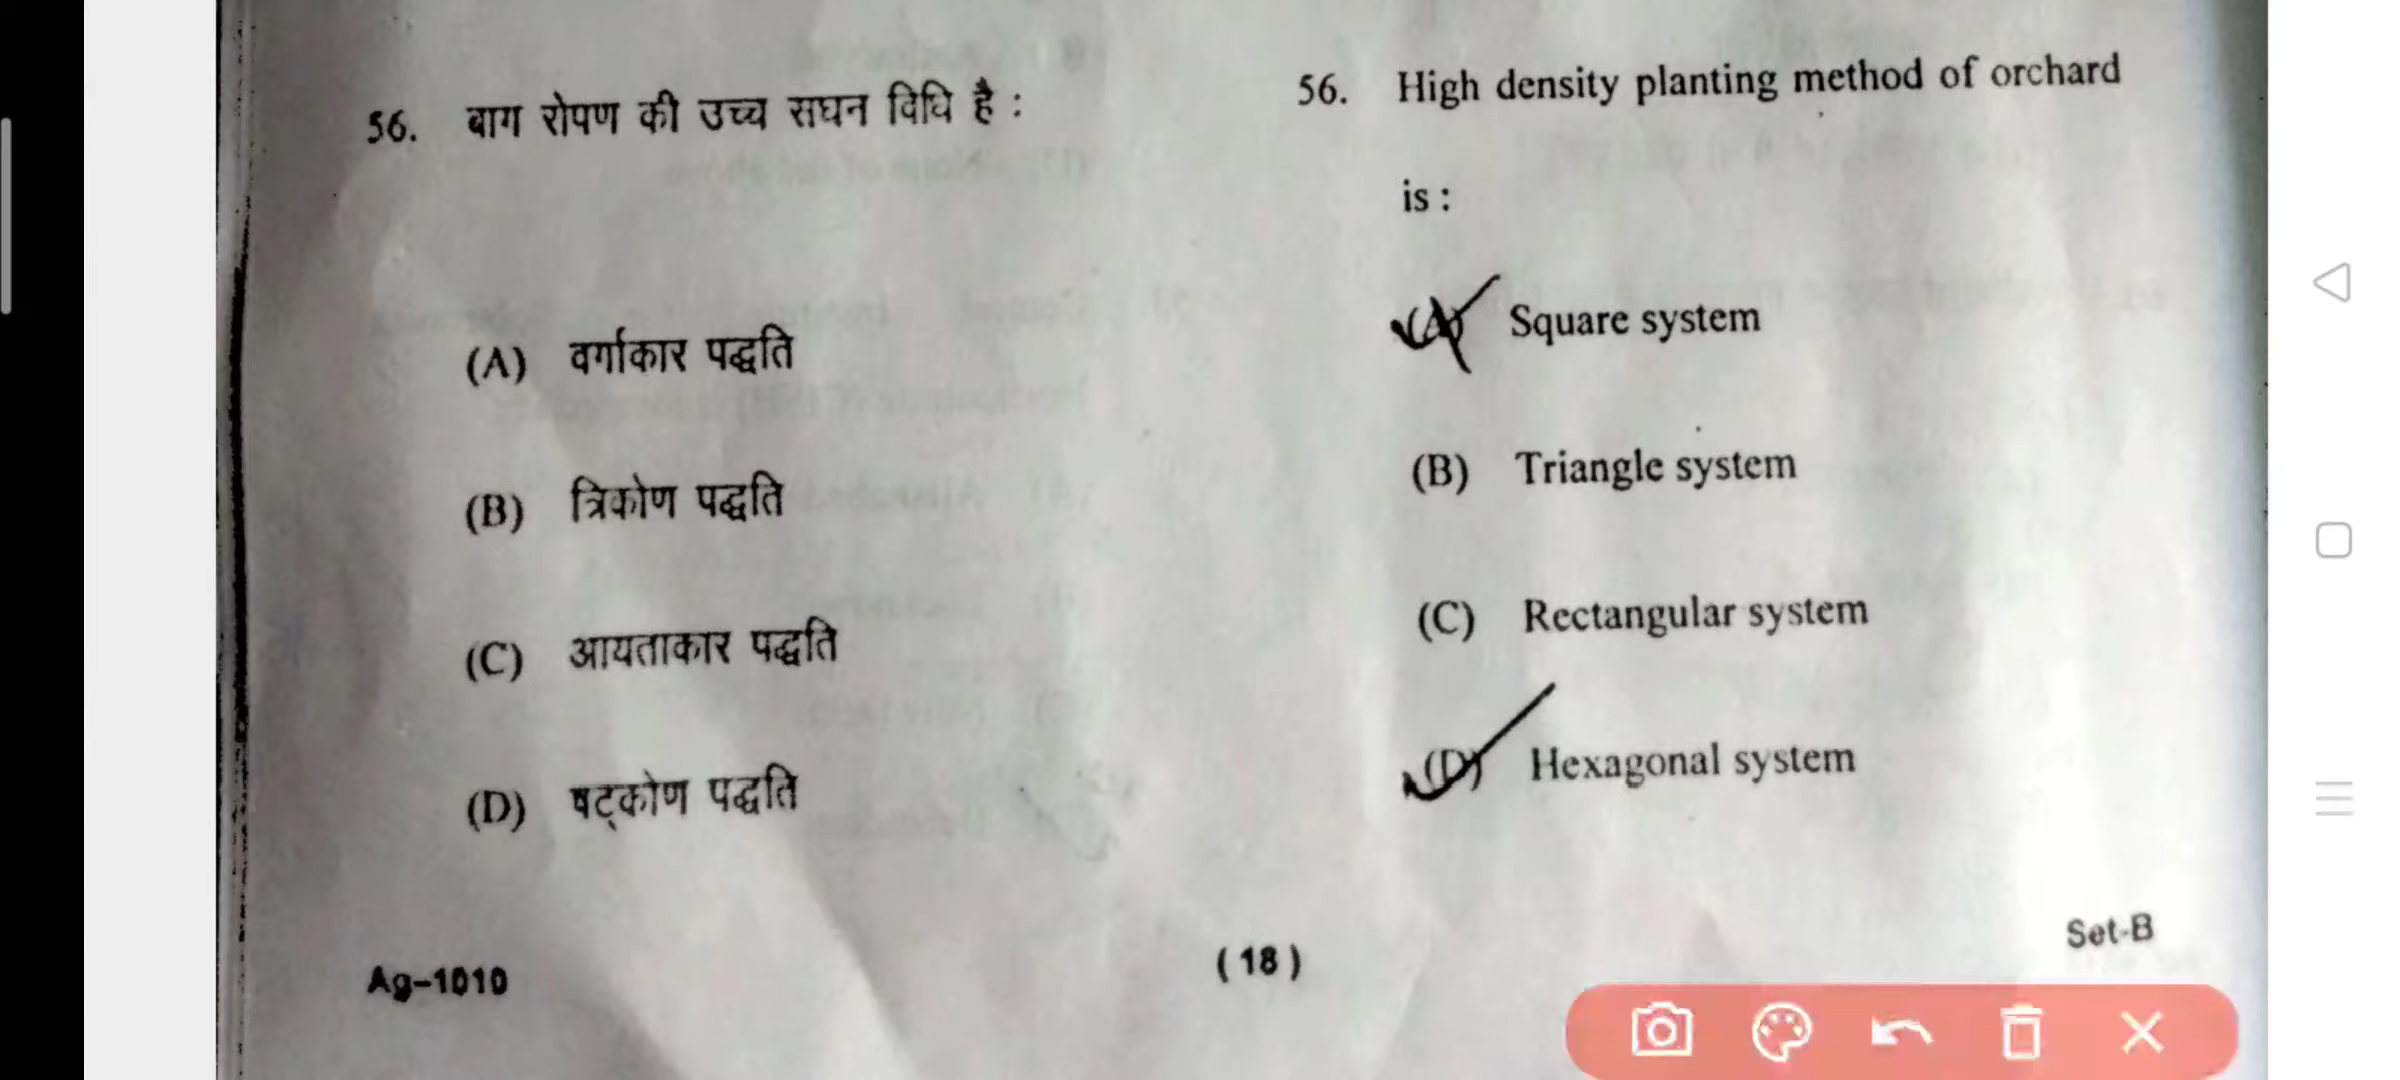 56. बाग रोपण की उच्च सघन विधि है :
(A) वर्गाकार पद्धति
(B) त्रिकोण पद्धति
(C) आयताकार पद्धति
(D) षट्कोण पद्धति
56. High density planting method of orchard
is :
(A) Square system
(B) Triangle system
(C) Rectangular system
(D) Hexagonal system
Ag-1010
(18)
Set-B